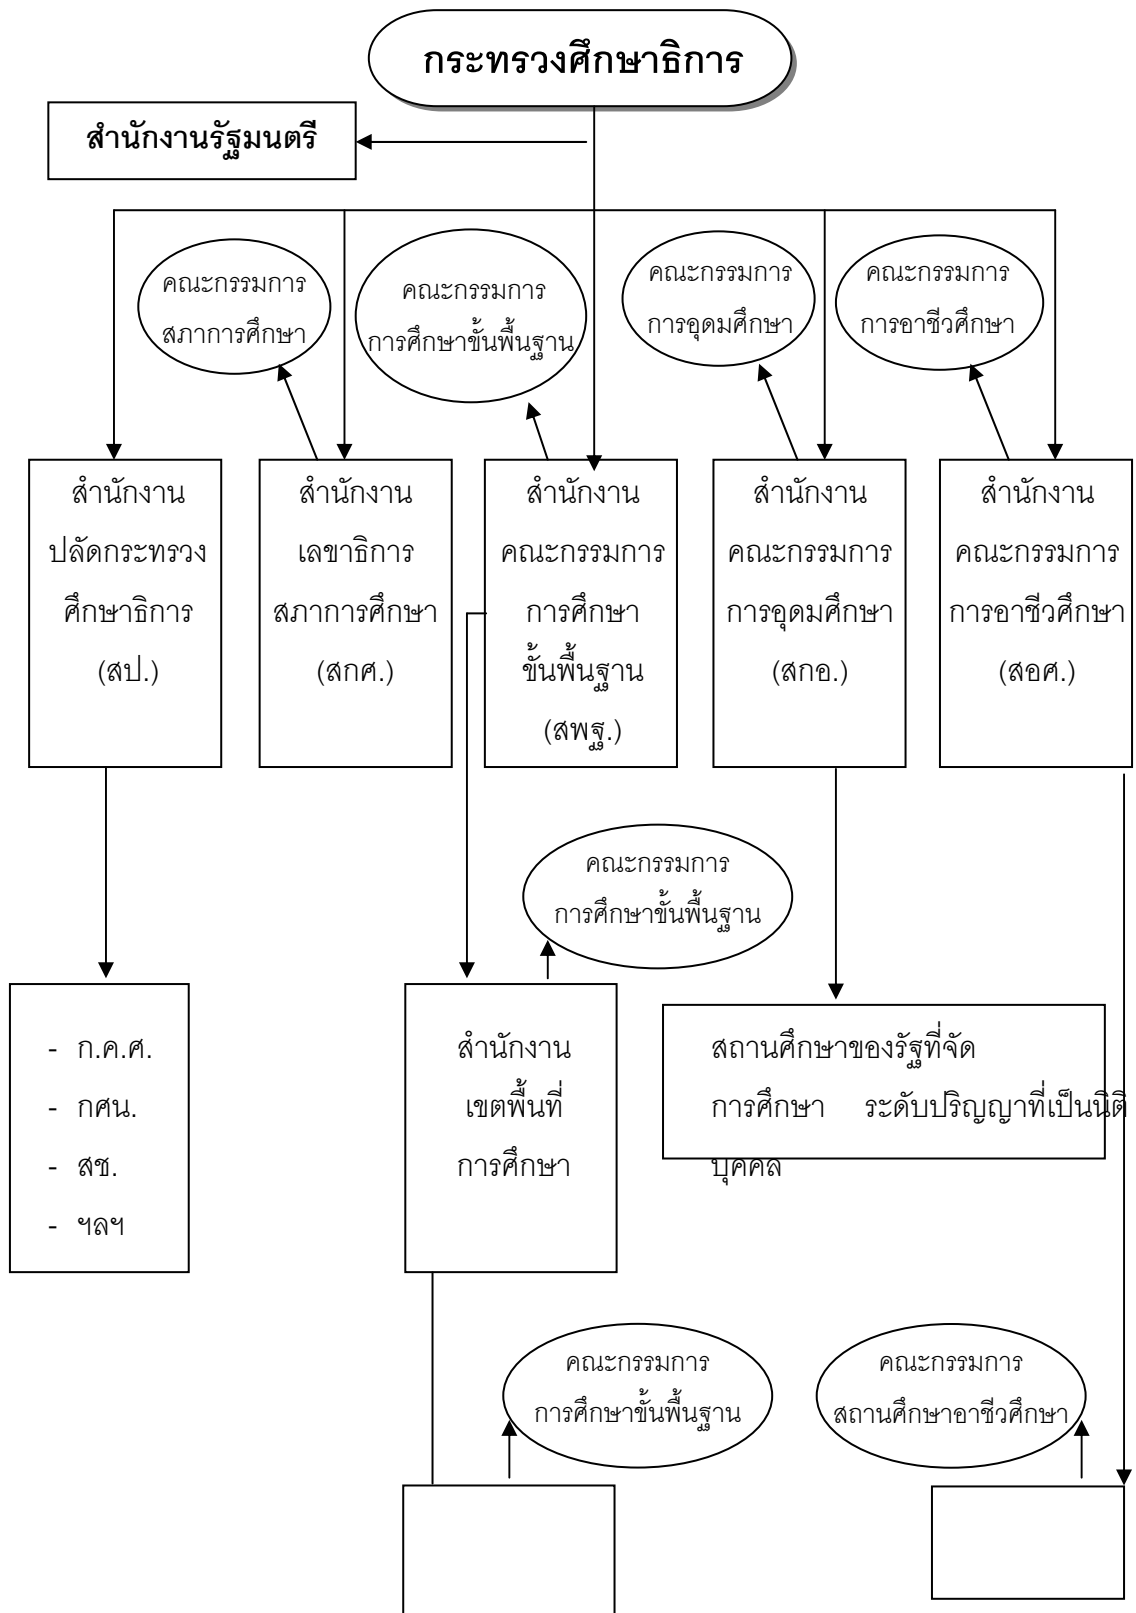 กระทรวงศึกษาธิการ
สำนักงานรัฐมนตรี
คณะกรรมการ
สภาการศึกษา
คณะกรรมการ
การศึกษาขั้นพื้นฐาน
คณะกรรมการ
การอุดมศึกษา
คณะกรรมการ
การอาชีวศึกษา
สำนักงาน
ปลัดกระทรวง
ศึกษาธิการ
(สป.)
สำนักงาน
เลขาธิการ
สภาการศึกษา
(สกศ.)
สำนักงาน
คณะกรรมการ
การศึกษา
ขั้นพื้นฐาน
(สพฐ.)
สำนักงาน
คณะกรรมการ
การอุดมศึกษา
(สกอ.)
สำนักงาน
คณะกรรมการ
การอาชีวศึกษา
(สอศ.)
คณะกรรมการ
การศึกษาขั้นพื้นฐาน
- ก.ค.ศ.
- กศน.
- สช.
- ฯลฯ
สำนักงาน
เขตพื้นที่
การศึกษา
สถานศึกษาของรัฐที่จัด
การศึกษา ระดับปริญญาที่เป็นนิติ
บุคคล
คณะกรรมการ
การศึกษาขั้นพื้นฐาน
คณะกรรมการ
สถานศึกษาอาชีวศึกษา